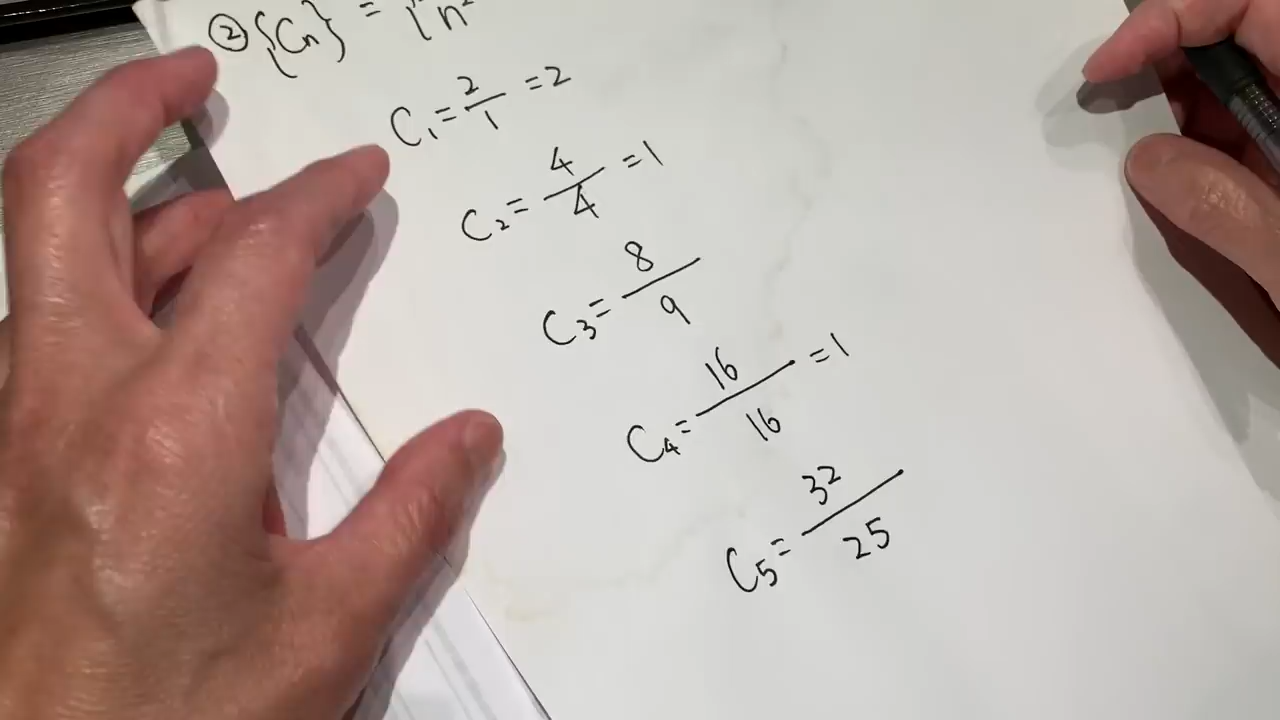 ② {Cn} = { n²
C₁ = 2/1 = 2
C₂ = 4/4 = 1
C₃ = 8/9
C₄ = 16/16 = 1
C₅ = 32/25